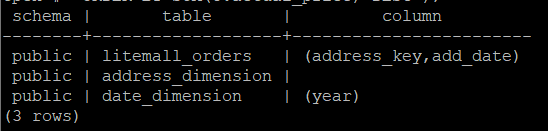 schema | table | column
--------+-------------------+-------------------------
public | litemall_orders | (address_key,add_date)
public | address_dimension |
public | date_dimension | (year)
(3 rows)